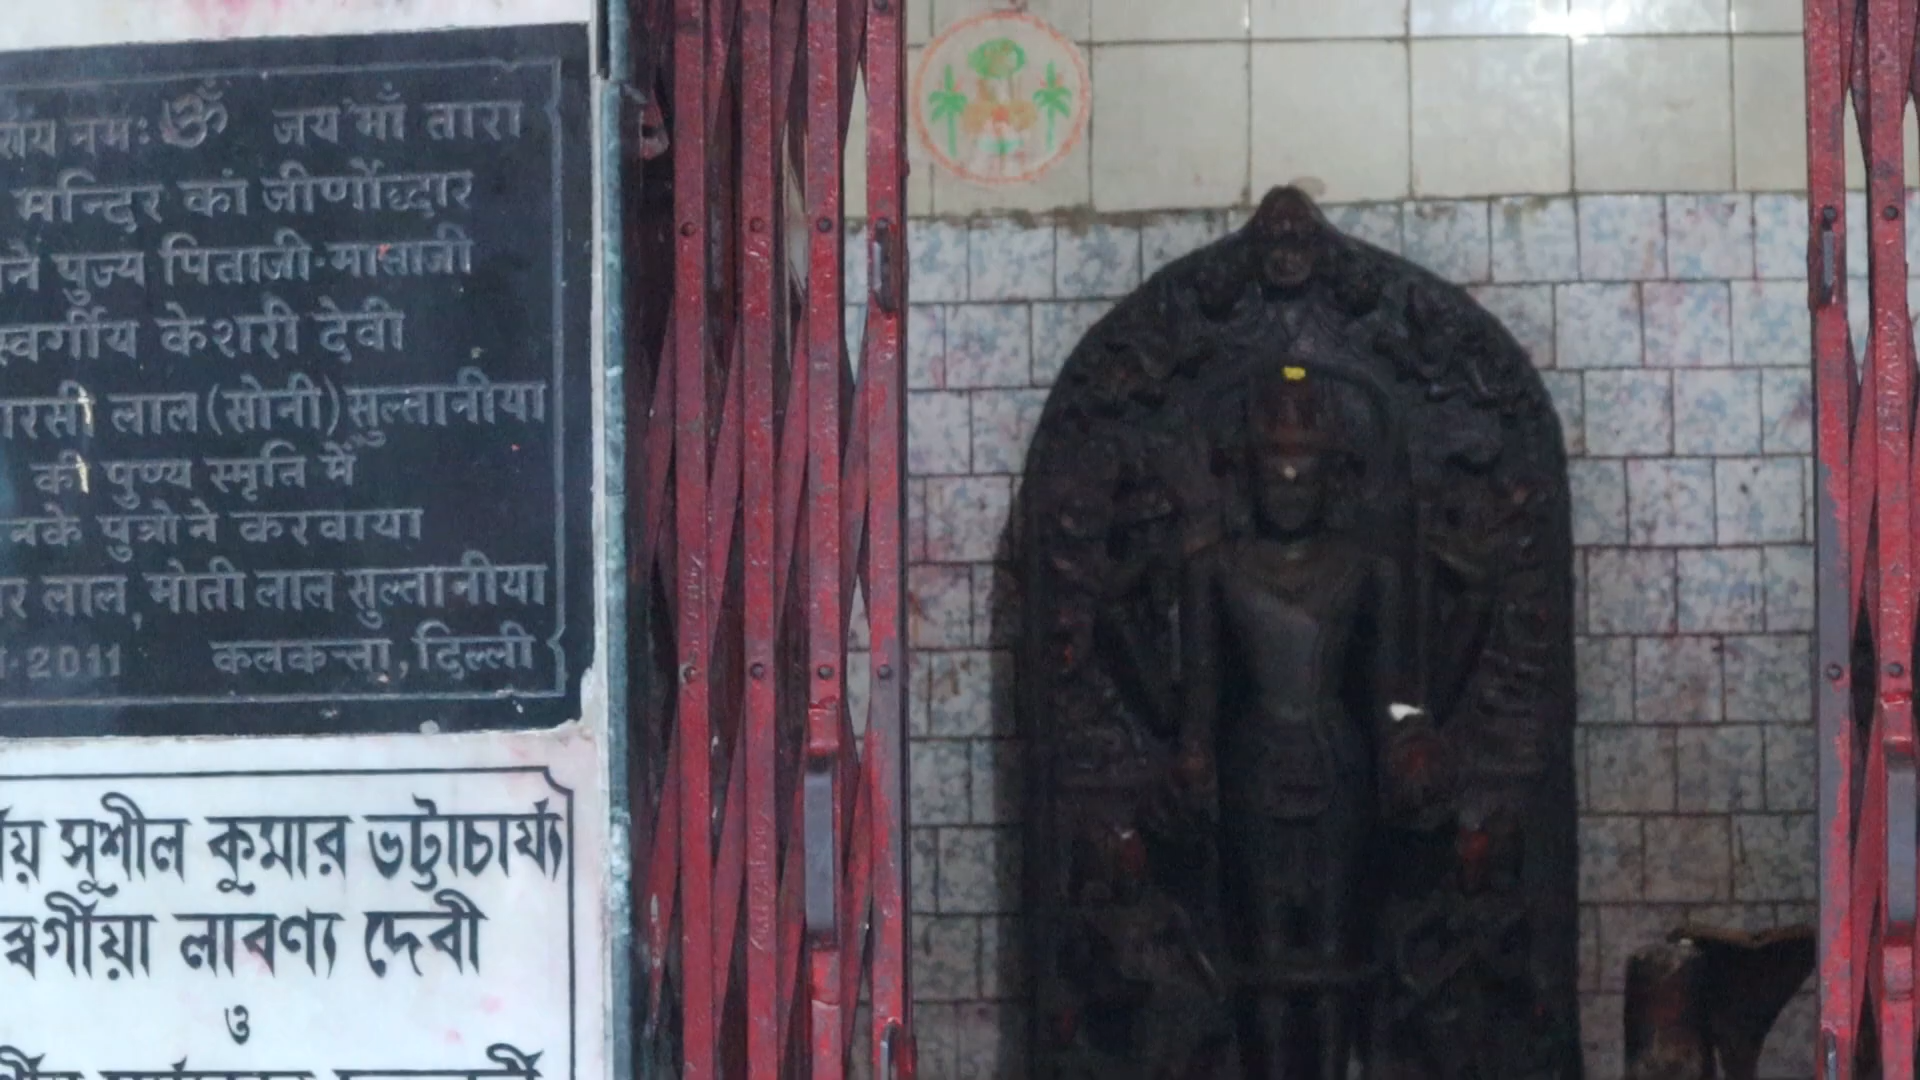 नमः ॐ जय माँ तारा
मन्दिर कां जीर्णोद्धार
पुज्य पिताजी-माताजी
स्वर्गीय केशरी देवी
लाल (सोनी) सुल्तानीया
की पुण्य स्मृति में
पुत्रो ने करवाया
लाल, मोती लाल सुल्तानीया
2011 कलकत्ता, दिल्ली
সুশীল কুমার ভট্টাচার্য্য
স্বর্গীয়া লাবণ্য দেবী
ও